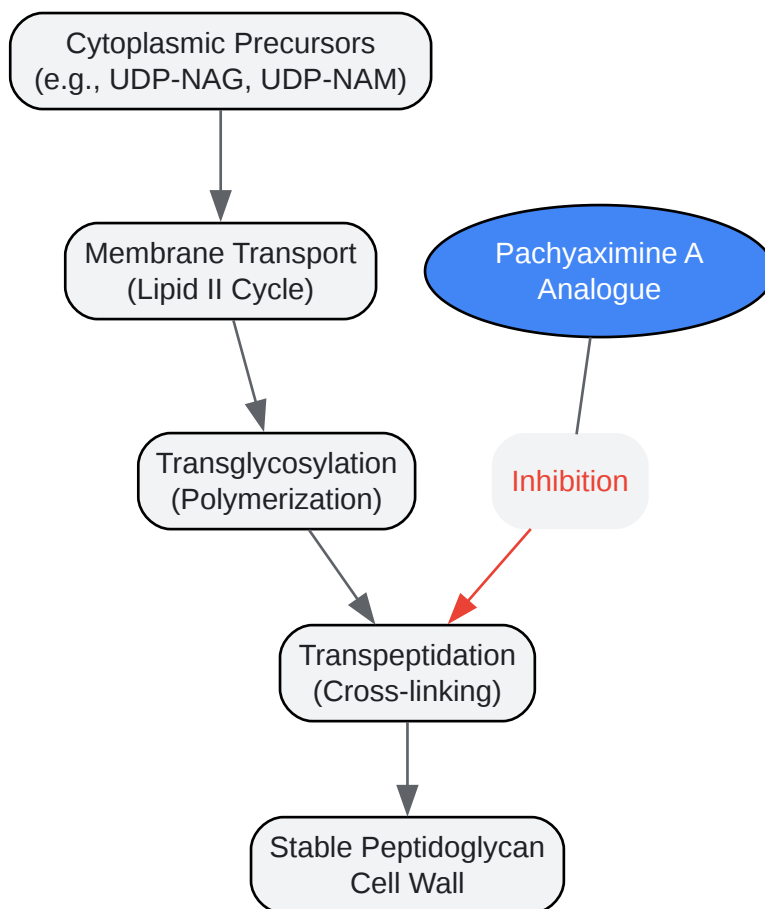 Cytoplasmic Precursors
(e.g., UDP-NAG, UDP-NAM)
Membrane Transport
(Lipid II Cycle)
Pachyaximine A
Analogue
Transglycosylation
(Polymerization)
Inhibition
Transpeptidation
(Cross-linking)
Stable Peptidoglycan
Cell Wall